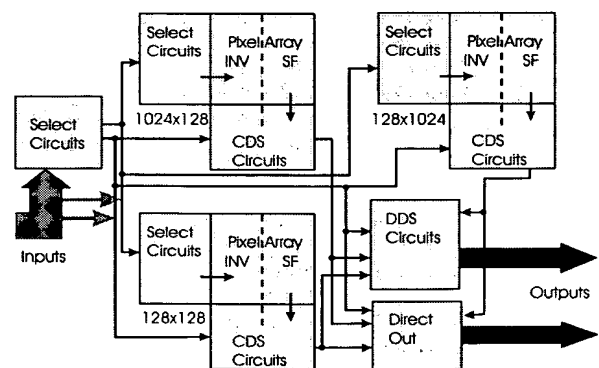 Select
Circuits
Pixel Array
INV SF
1024x128
CDS
Circuits
Select
Circuits
Pixel Array
INV SF
128x1024
CDS
Circuits
Select
Circuits
Inputs
Select
Circuits
Pixel Array
INV SF
128x128
CDS
Circuits
DDS
Circuits
Outputs
Direct
Out